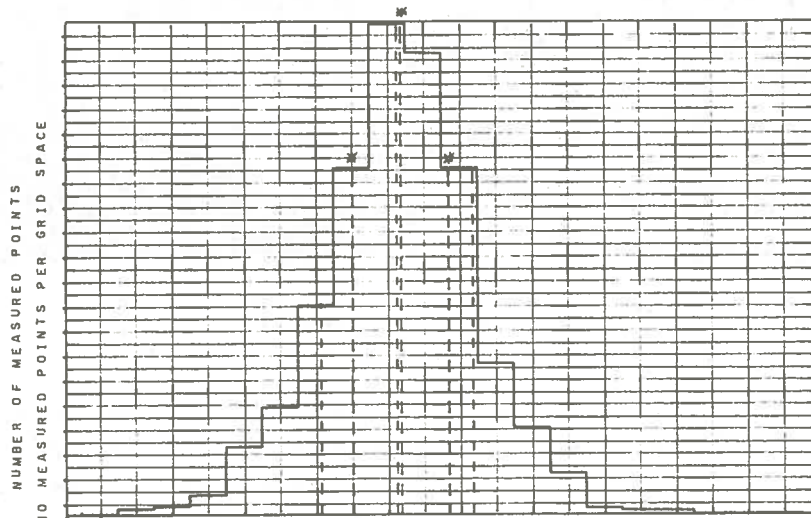 NUMBER OF MEASURED POINTS
10 MEASURED POINTS PER GRID SPACE